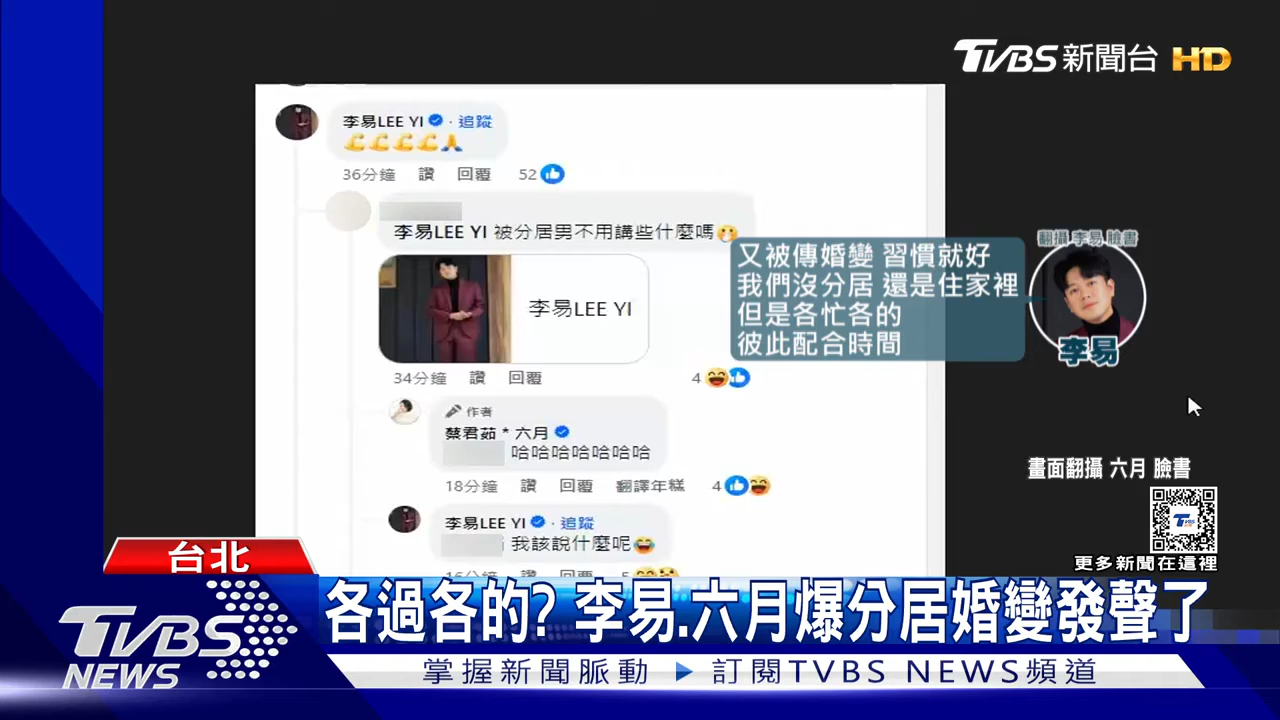 TVBS新聞台 HD
李易LEE YI · 追蹤
36分鐘 讚 回覆 52
李易LEE YI 被分居男不用講些什麼嗎
李易LEE YI
34分鐘 讚 回覆 4
作者
蔡君茹 * 六月
哈哈哈哈哈哈哈
18分鐘 讚 回覆 翻譯年糕 4
李易LEE YI · 追蹤
我該說什麼呢
16分鐘 讚 回覆 5
翻攝 李易 臉書
又被傳婚變 習慣就好
我們沒分居 還是住家裡
但是各忙各的
彼此配合時間
李易
畫面翻攝 六月 臉書
TVBS
更多新聞在這裡
台北
各過各的? 李易.六月爆分居婚變發聲了
TVBS NEWS
掌握新聞脈動 ▶ 訂閱TVBS NEWS頻道